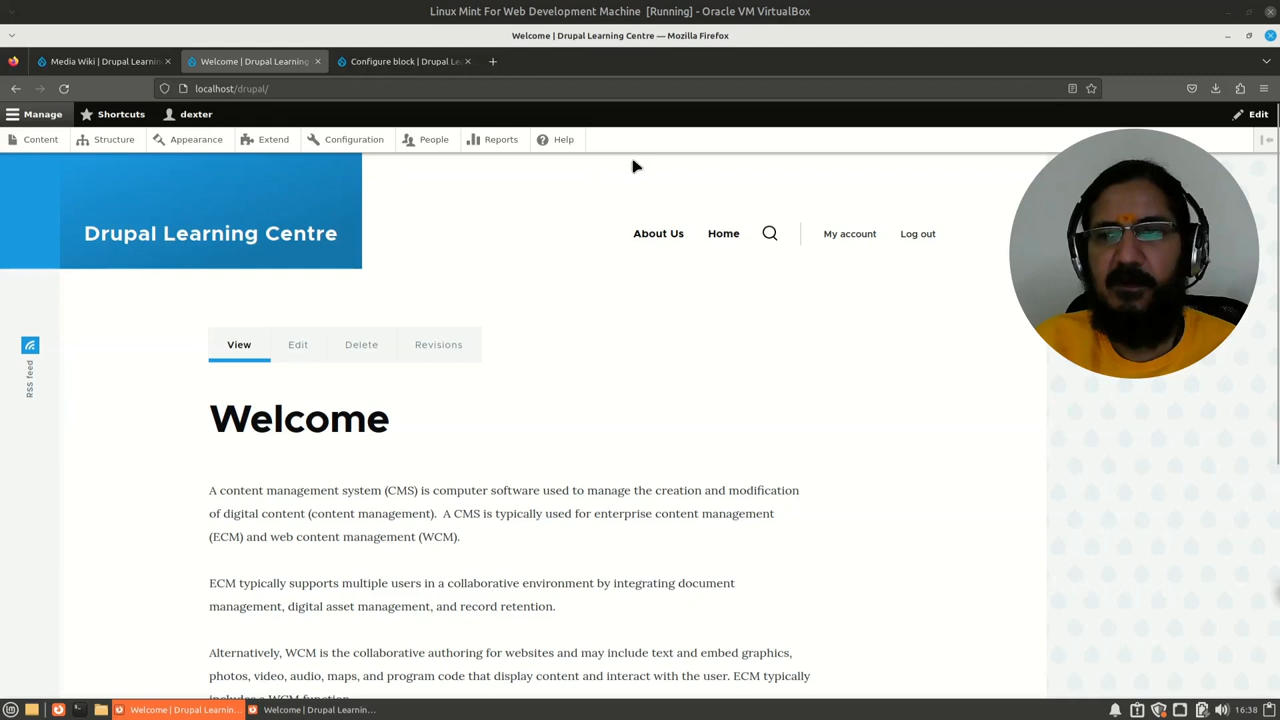 Linux Mint For Web Development Machine [Running] - Oracle VM VirtualBox
Welcome | Drupal Learning Centre — Mozilla Firefox
Media Wiki | Drupal Learnin
Welcome | Drupal Learning
Configure block | Drupal Le
localhost/drupal/
Manage
Shortcuts
dexter
Edit
Content
Structure
Appearance
Extend
Configuration
People
Reports
Help
Drupal Learning Centre
About Us
Home
My account
Log out
View
Edit
Delete
Revisions
RSS feed
Welcome
A content management system (CMS) is computer software used to manage the creation and modification
of digital content (content management). A CMS is typically used for enterprise content management
(ECM) and web content management (WCM).
ECM typically supports multiple users in a collaborative environment by integrating document
management, digital asset management, and record retention.
Alternatively, WCM is the collaborative authoring for websites and may include text and embed graphics,
photos, video, audio, maps, and program code that display content and interact with the user. ECM typically
includes a WCM function.
Welcome | Drupal Learnin...
Welcome | Drupal Learnin...
16:38